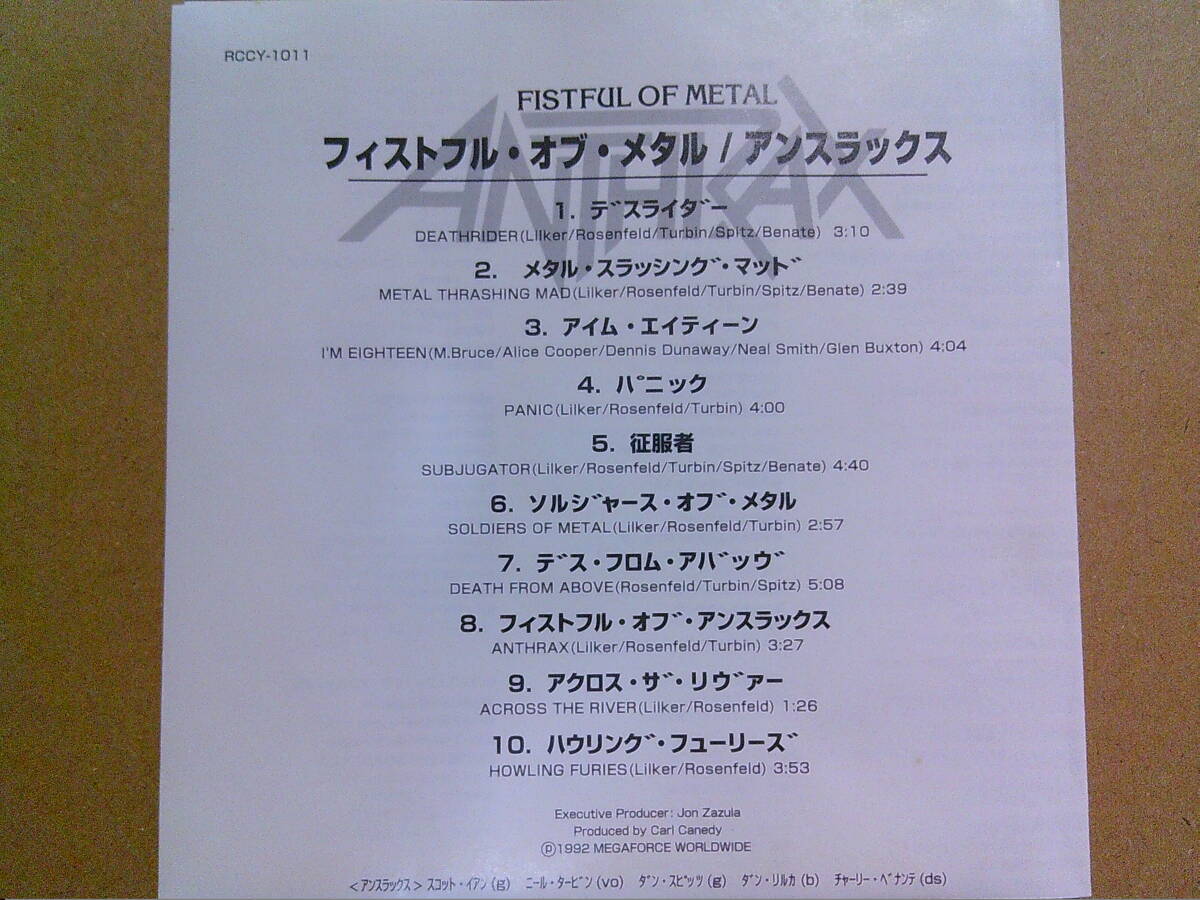 RCCY-1011
FISTFUL OF METAL
ANTHRAX
フィストフル・オブ・メタル / アンスラックス
1. デスライダー
DEATHRIDER(Lilker/Rosenfeld/Turbin/Spitz/Benate) 3:10
2. メタル・スラッシング・マッド
METAL THRASHING MAD(Lilker/Rosenfeld/Turbin/Spitz/Benate) 2:39
3. アイム・エイティーン
I'M EIGHTEEN(M.Bruce/Alice Cooper/Dennis Dunaway/Neal Smith/Glen Buxton) 4:04
4. パニック
PANIC(Lilker/Rosenfeld/Turbin) 4:00
5. 征服者
SUBJUGATOR(Lilker/Rosenfeld/Turbin/Spitz/Benate) 4:40
6. ソルジャース・オブ・メタル
SOLDIERS OF METAL(Lilker/Rosenfeld/Turbin) 2:57
7. デス・フロム・アバッヴ
DEATH FROM ABOVE(Rosenfeld/Turbin/Spitz) 5:08
8. フィストフル・オブ・アンスラックス
ANTHRAX(Lilker/Rosenfeld/Turbin) 3:27
9. アクロス・ザ・リヴァー
ACROSS THE RIVER(Lilker/Rosenfeld) 1:26
10. ハウリング・フューリーズ
HOWLING FURIES(Lilker/Rosenfeld) 3:53
Executive Producer: Jon Zazula
Produced by Carl Canedy
Ⓟ1992 MEGAFORCE WORLDWIDE
<アンスラックス> スコット・イアン(g) ニール・タービン(vo) ダン・スピッツ(g) ダン・リルカ(b) チャーリー・ベナンテ(ds)